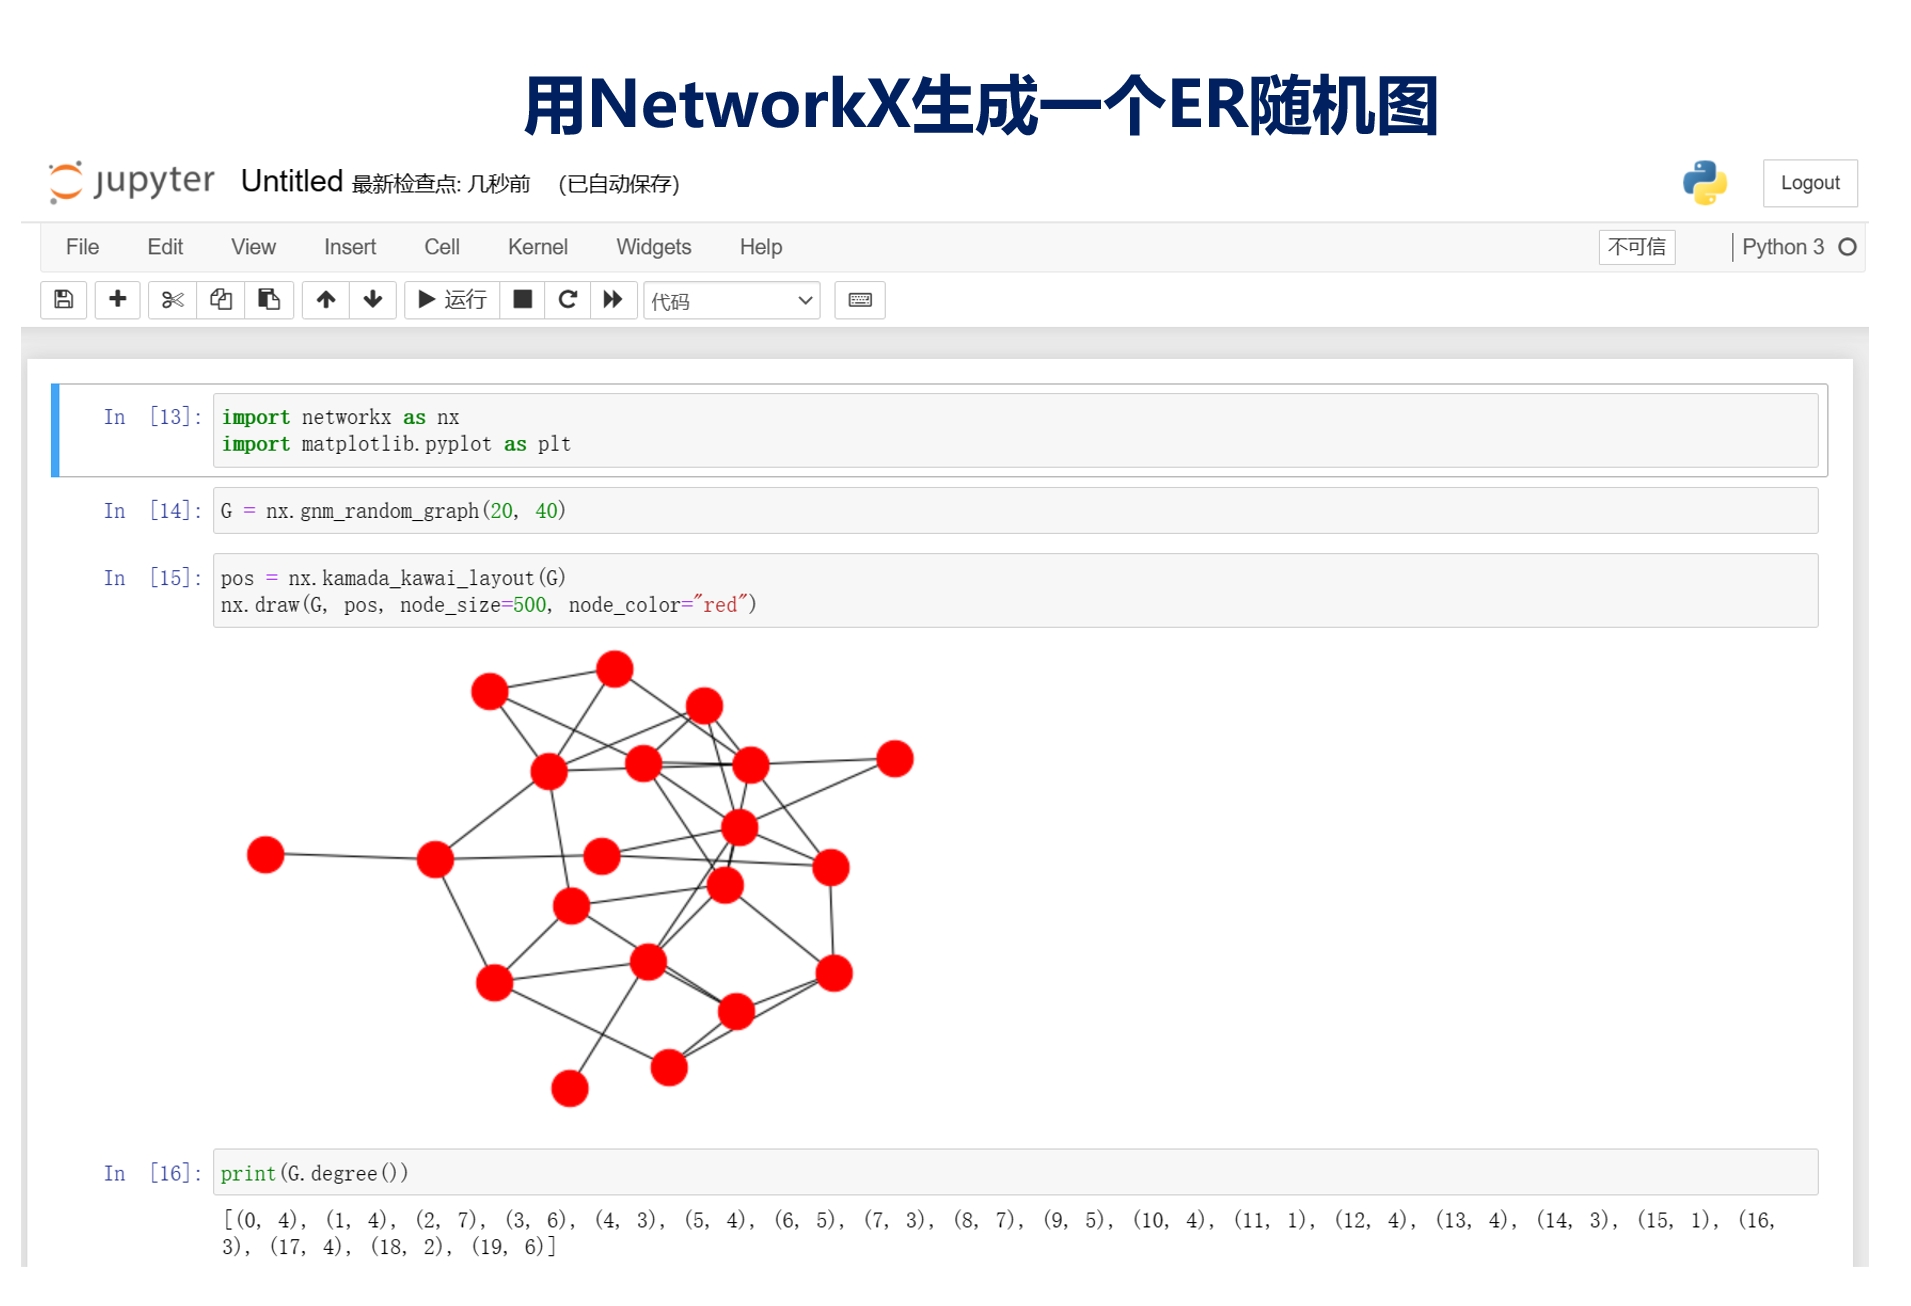 用NetworkX生成一个ER随机图
jupyter Untitled 最新检查点: 几秒前 (已自动保存) Logout
File Edit View Insert Cell Kernel Widgets Help 不可信 Python 3
运行 代码
In [13]: import networkx as nx
import matplotlib.pyplot as plt
In [14]: G = nx.gnm_random_graph(20, 40)
In [15]: pos = nx.kamada_kawai_layout(G)
nx.draw(G, pos, node_size=500, node_color="red")
In [16]: print(G.degree())
[(0, 4), (1, 4), (2, 7), (3, 6), (4, 3), (5, 4), (6, 5), (7, 3), (8, 7), (9, 5), (10, 4), (11, 1), (12, 4), (13, 4), (14, 3), (15, 1), (16,
3), (17, 4), (18, 2), (19, 6)]